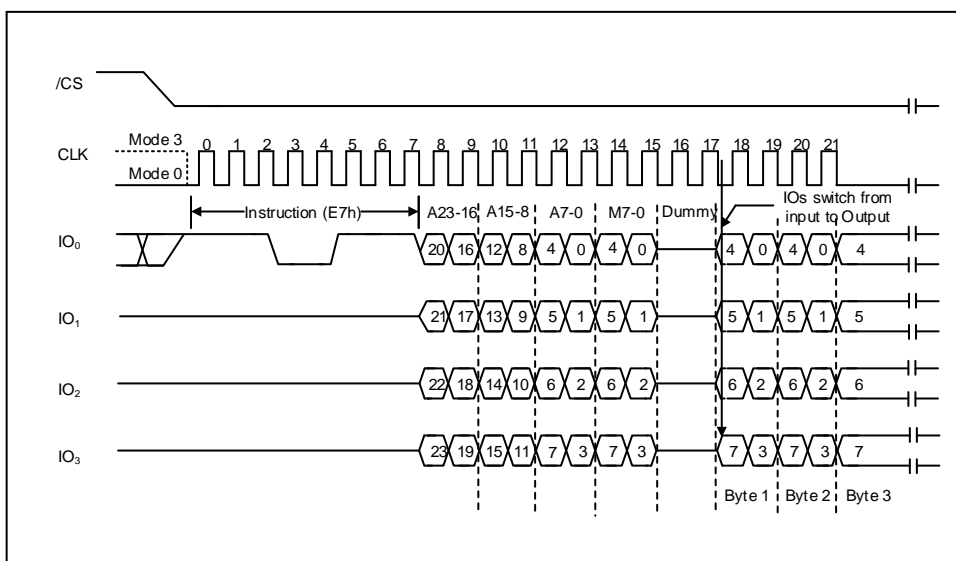 /CS
Mode 3
CLK
Mode 0
0 1 2 3 4 5 6 7 8 9 10 11 12 13 14 15 16 17 18 19 20 21
IOs switch from
input to Output
Instruction (E7h) A23-16 A15-8 A7-0 M7-0 Dummy
IO0 20 16 12 8 4 0 4 0 4 0 4 0 4
IO1 21 17 13 9 5 1 5 1 5 1 5 1 5
IO2 22 18 14 10 6 2 6 2 6 2 6 2 6
IO3 23 19 15 11 7 3 7 3 7 3 7 3 7
Byte 1 Byte 2 Byte 3